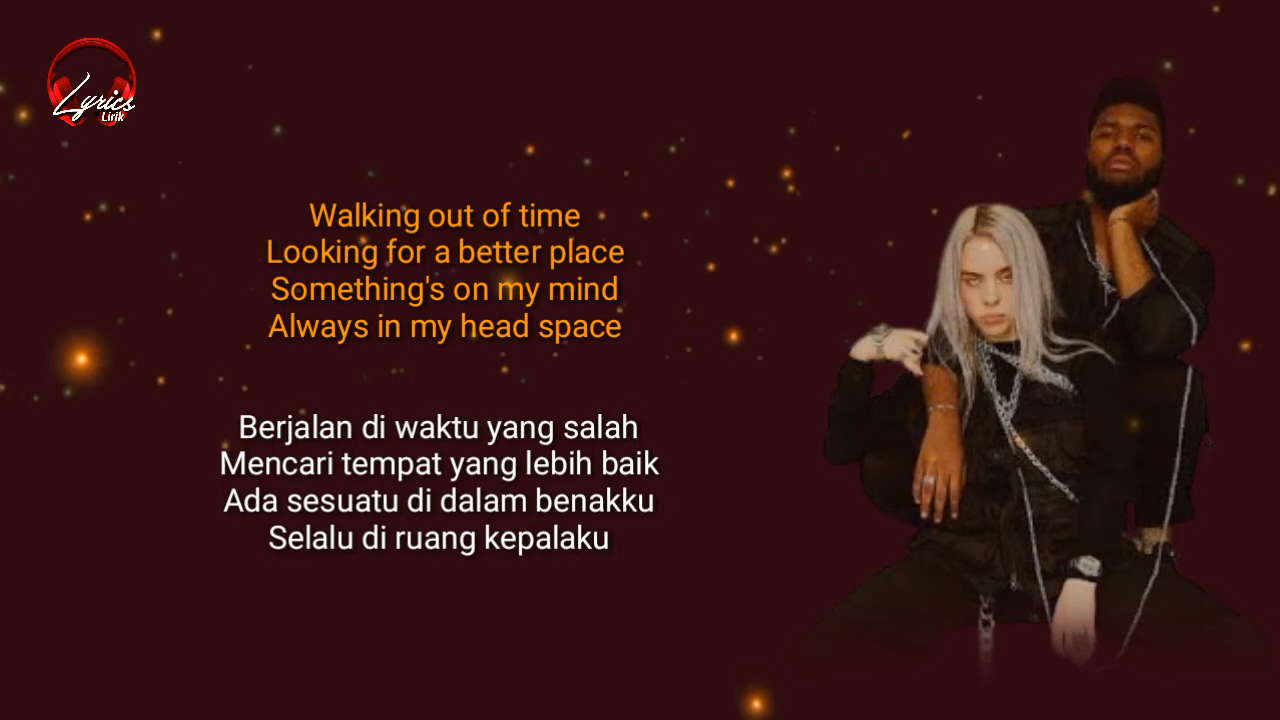 Lyrics
Lirik
Walking out of time
Looking for a better place
Something's on my mind
Always in my head space
Berjalan di waktu yang salah
Mencari tempat yang lebih baik
Ada sesuatu di dalam benakku
Selalu di ruang kepalaku